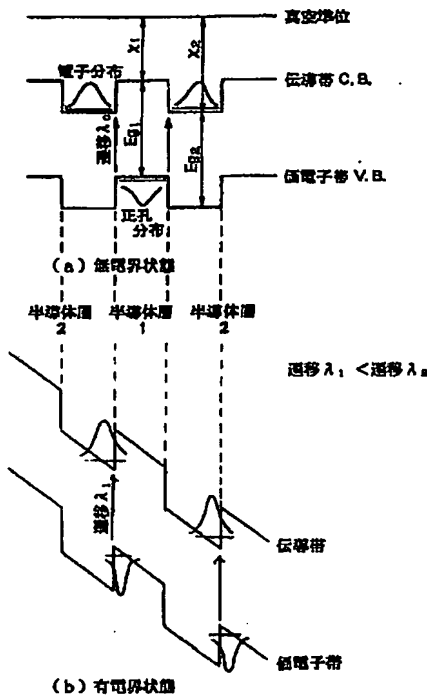 真空準位
χ₁
χ₂
電子分布
伝導帯 C.B.
遷移λ₀
Eg₁
Eg₂
価電子帯 V.B.
正孔
分布
(a)無電界状態
半導体層
2
半導体層
1
半導体層
2
遷移λ₁<遷移λ₀
遷移λ₁
伝導帯
価電子帯
(b)有電界状態